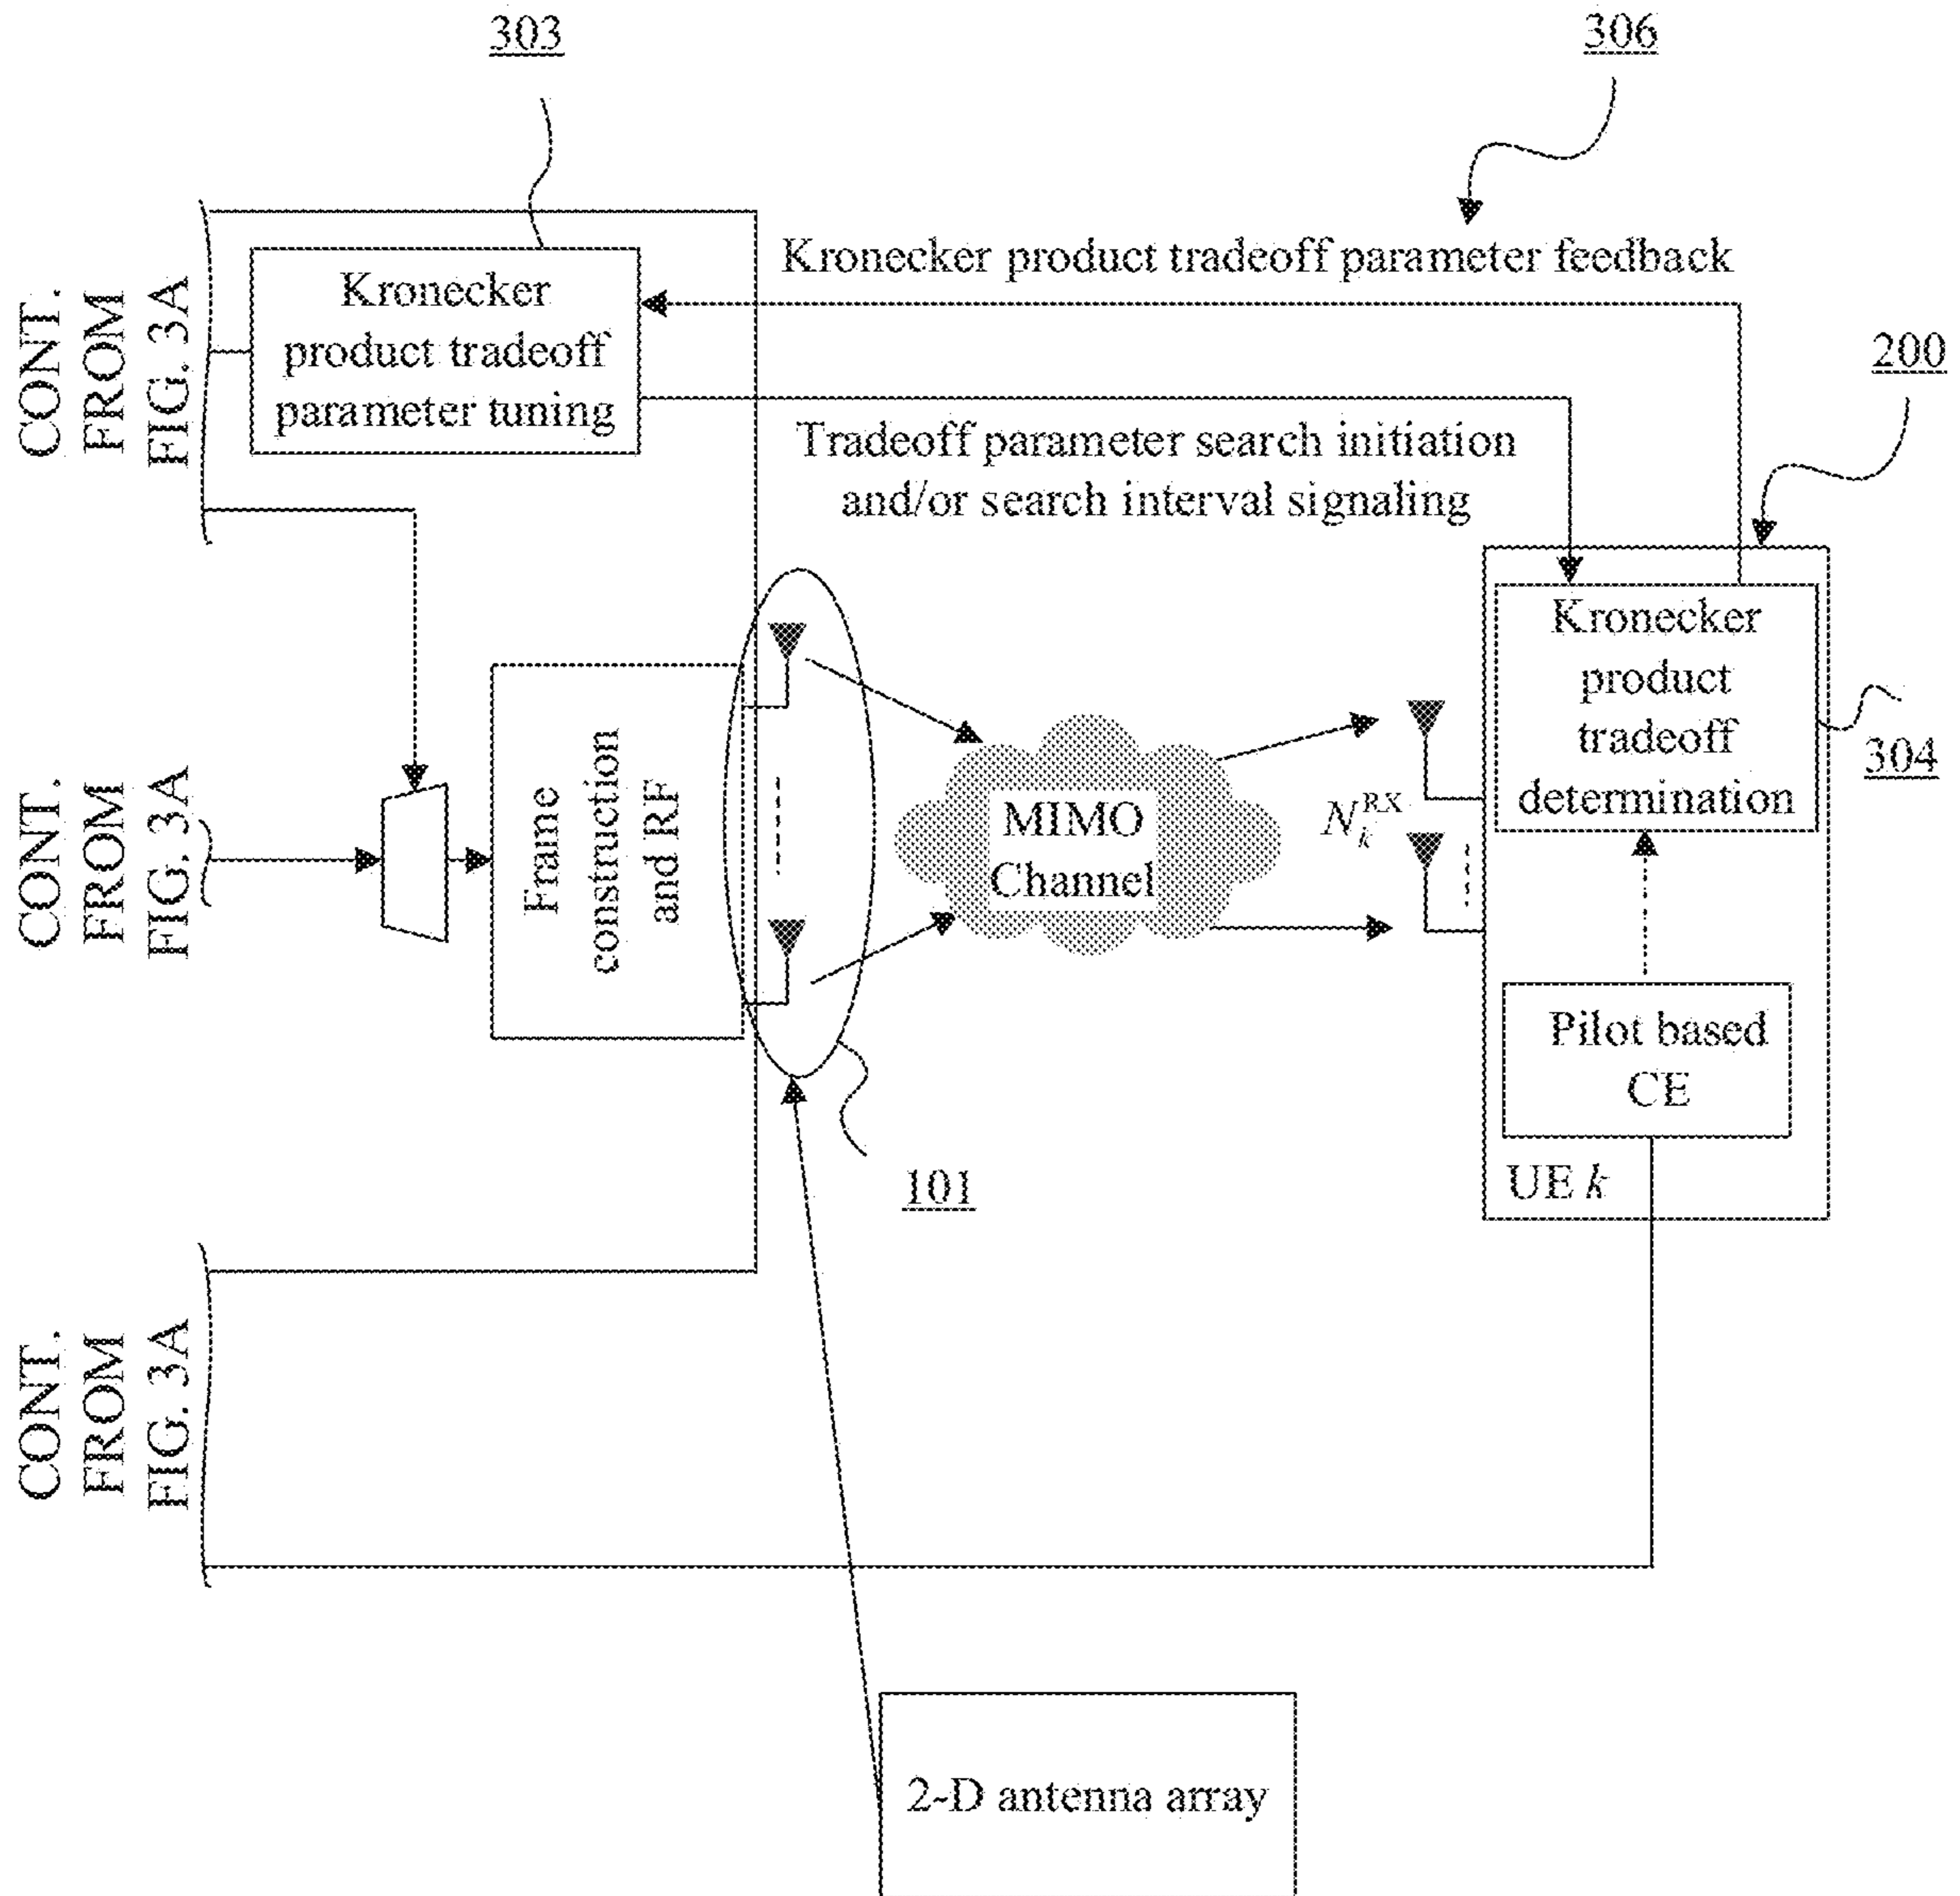 303
306
CONT.
FROM
FIG. 3A
Kronecker
product tradeoff
parameter tuning
Kronecker product tradeoff parameter feedback
Tradeoff parameter search initiation
and/or search interval signaling
200
CONT.
FROM
FIG. 3A
Frame
construction
and RF
MIMO
Channel
N_k^RX
Kronecker
product
tradeoff
determination
304
Pilot based
CE
UE k
101
CONT.
FROM
FIG. 3A
2-D antenna array